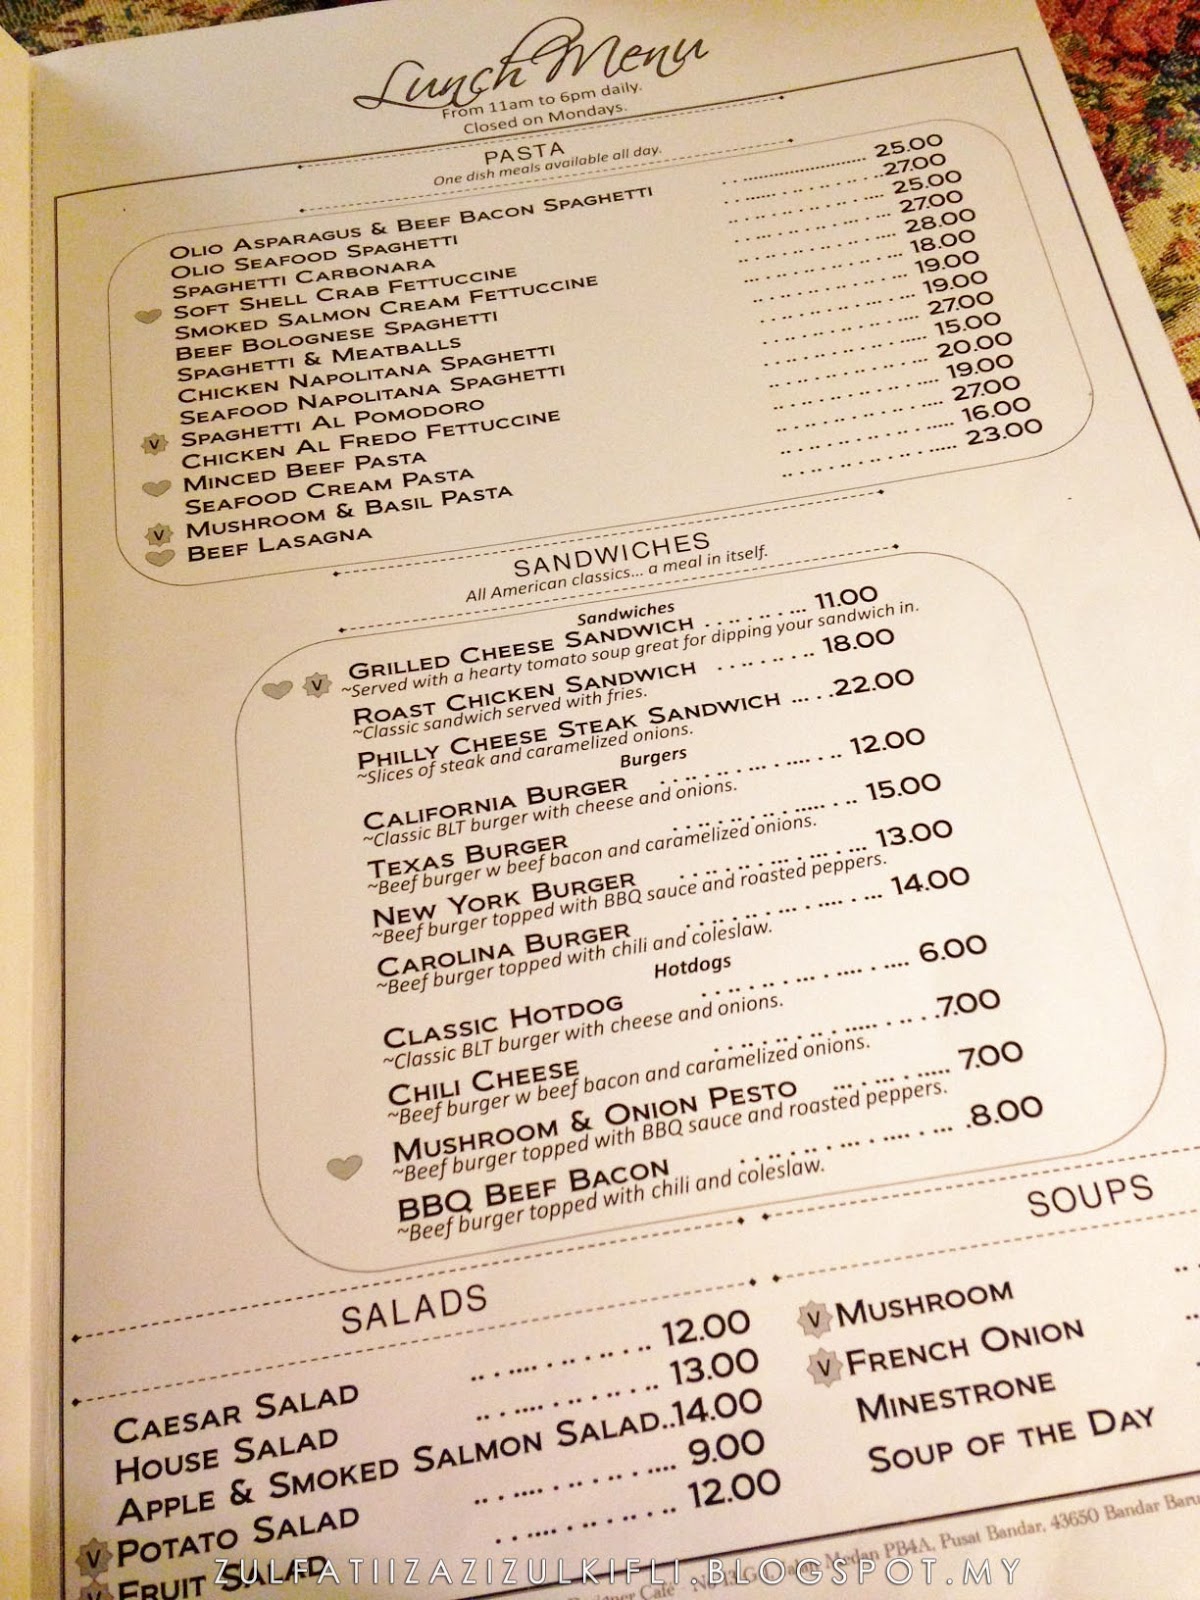 Lunch Menu
From 11am to 6pm daily.
Closed on Mondays.
PASTA
One dish meals available all day.
OLIO ASPARAGUS & BEEF BACON SPAGHETTI 25.00
OLIO SEAFOOD SPAGHETTI 27.00
SPAGHETTI CARBONARA 25.00
SOFT SHELL CRAB FETTUCCINE 27.00
SMOKED SALMON CREAM FETTUCCINE 28.00
BEEF BOLOGNESE SPAGHETTI 18.00
SPAGHETTI & MEATBALLS 19.00
CHICKEN NAPOLITANA SPAGHETTI 19.00
SEAFOOD NAPOLITANA SPAGHETTI 27.00
V SPAGHETTI AL POMODORO 15.00
CHICKEN AL FREDO FETTUCCINE 20.00
MINCED BEEF PASTA 19.00
SEAFOOD CREAM PASTA 27.00
V MUSHROOM & BASIL PASTA 16.00
BEEF LASAGNA 23.00
SANDWICHES
All American classics... a meal in itself.
Sandwiches
V GRILLED CHEESE SANDWICH 11.00
~Served with a hearty tomato soup great for dipping your sandwich in.
ROAST CHICKEN SANDWICH 18.00
~Classic sandwich served with fries.
PHILLY CHEESE STEAK SANDWICH 22.00
~Slices of steak and caramelized onions.
Burgers
CALIFORNIA BURGER 12.00
~Classic BLT burger with cheese and onions.
TEXAS BURGER 15.00
~Beef burger w beef bacon and caramelized onions.
NEW YORK BURGER 13.00
~Beef burger topped with BBQ sauce and roasted peppers.
CAROLINA BURGER 14.00
~Beef burger topped with chili and coleslaw.
Hotdogs
CLASSIC HOTDOG 6.00
~Classic BLT burger with cheese and onions.
CHILI CHEESE 7.00
~Beef burger w beef bacon and caramelized onions.
MUSHROOM & ONION PESTO 7.00
~Beef burger topped with BBQ sauce and roasted peppers.
BBQ BEEF BACON 8.00
~Beef burger topped with chili and coleslaw.
SALADS
CAESAR SALAD 12.00
HOUSE SALAD 13.00
APPLE & SMOKED SALMON SALAD..14.00
V POTATO SALAD 9.00
V FRUIT SALAD 12.00
SOUPS
V MUSHROOM
V FRENCH ONION
MINESTRONE
SOUP OF THE DAY
Café Medan PB4A, Pusat Bandar, 43650 Bandar Baru
ZULFATIIZAZIZULKIFLI.BLOGSPOT.MY